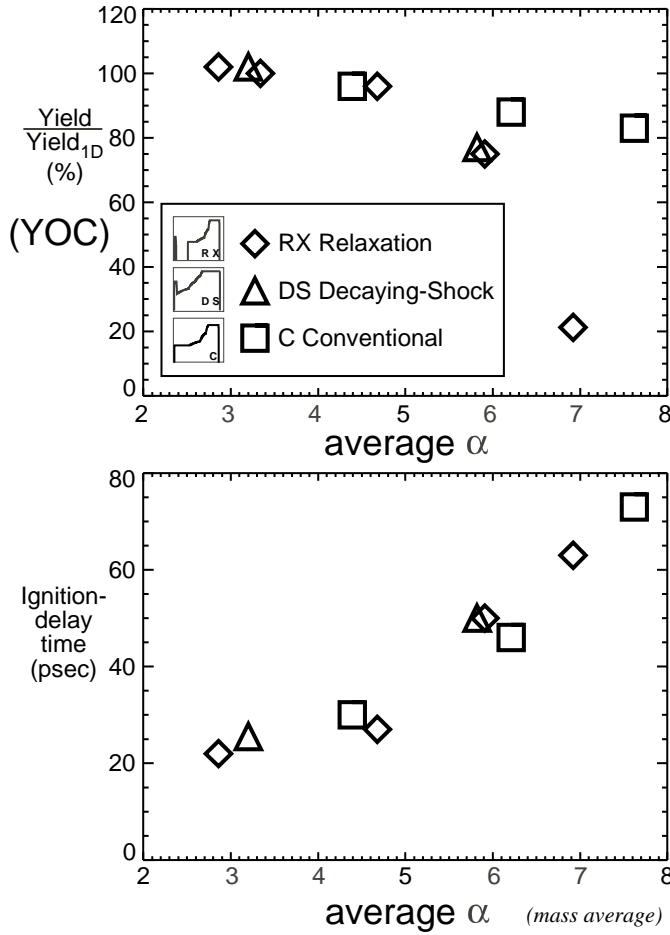 120
100
80
60
40
20
0
Yield
Yield1D
(%)
(YOC)
RX
RX Relaxation
DS
DS Decaying-Shock
C
C Conventional
2 3 4 5 6 7 8
average α
80
60
40
20
0
Ignition-
delay
time
(psec)
2 3 4 5 6 7 8
average α (mass average)